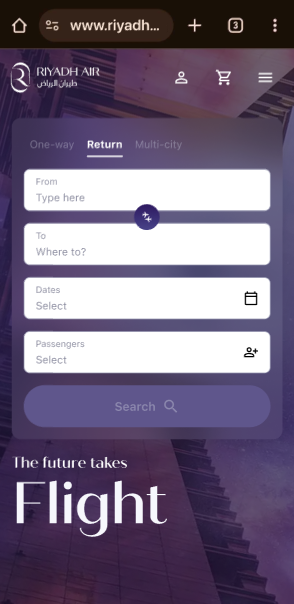 www.riyadh...
3
RIYADH AIR
طيران الرياض
One-way Return Multi-city
From
Type here
To
Where to?
Dates
Select
Passengers
Select
Search
The future takes
Flight